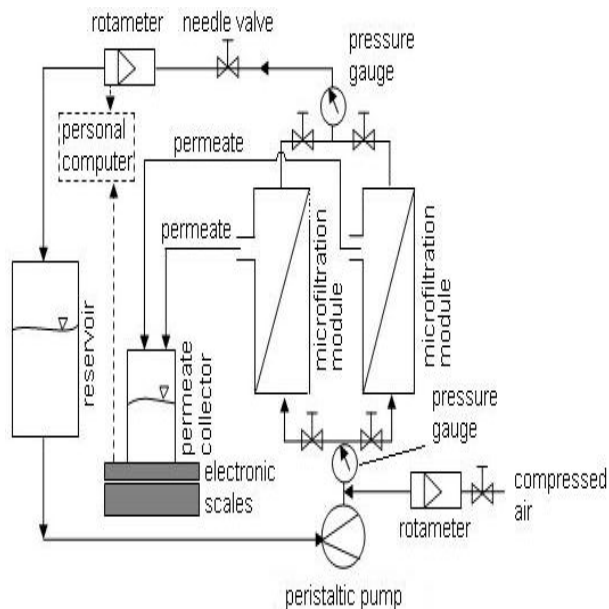 rotameter
needle valve
pressure
gauge
personal
computer
permeate
permeate
microfiltration
module
microfiltration
module
reservoir
permeate
collector
pressure
gauge
electronic
scales
rotameter
compressed
air
peristaltic pump